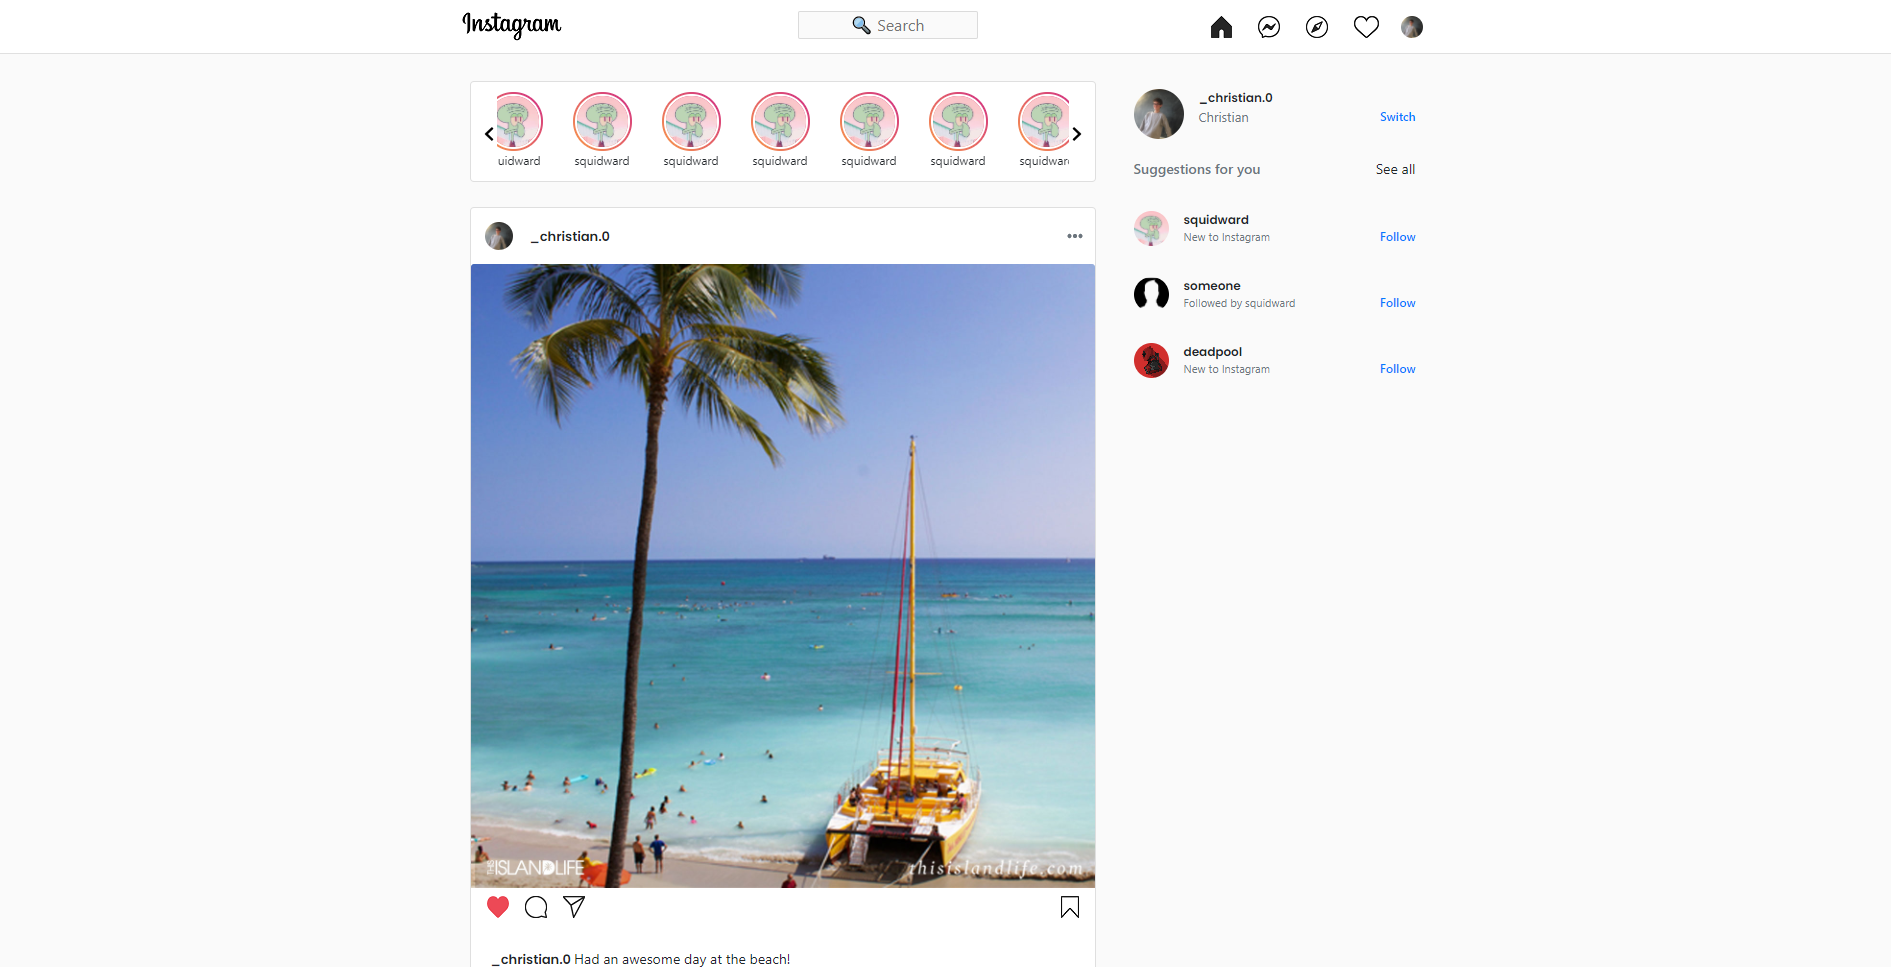 Instagram
Search
uidward
squidward
squidward
squidward
squidward
squidward
squidwar
_christian.0
Christian
Switch
Suggestions for you
See all
squidward
New to Instagram
Follow
someone
Followed by squidward
Follow
deadpool
New to Instagram
Follow
_christian.0
THE ISLANDLIFE
thisislandlife.com
_christian.0 Had an awesome day at the beach!